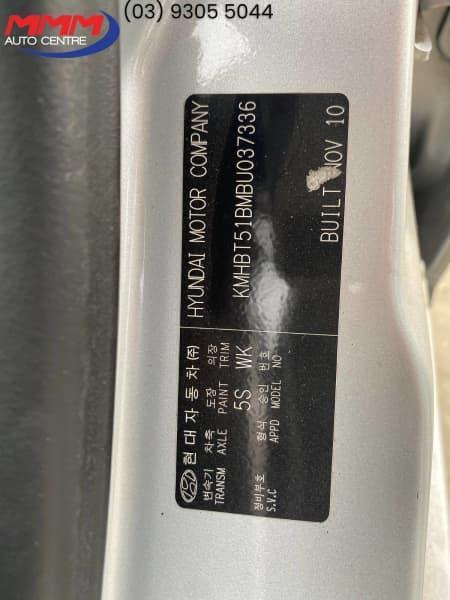 MMM
AUTO CENTRE
(03) 9305 5044
현대자동차(주) HYUNDAI MOTOR COMPANY
변속기 차축 도장 의장
TRANSM AXLE PAINT TRIM
KMHBT51BMBU037336
5S WK
정비부호 형식 승인 번호
S.V.C APPD MODEL NO
BUILT NOV 10